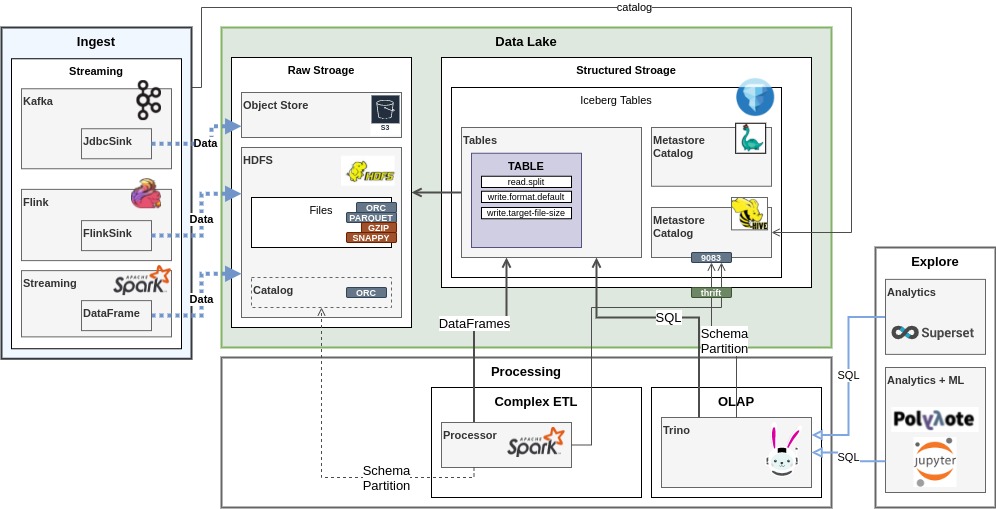 catalog
Ingest
Streaming
Kafka
JdbcSink
Flink
FlinkSink
Streaming
APACHE
Spark
DataFrame
Data
Data
Data
Data Lake
Raw Stroage
Object Store
S3
HDFS
HDFS
Files
ORC
PARQUET
GZIP
SNAPPY
Catalog
ORC
Structured Stroage
Iceberg Tables
Tables
TABLE
read.split
write.format.default
write.target-file-size
Metastore
Catalog
Metastore
Catalog
HIVE
9083
thrift
DataFrames
SQL
Schema
Partition
Processing
Complex ETL
Processor
APACHE
Spark
Schema
Partition
OLAP
Trino
SQL
SQL
Explore
Analytics
Superset
Analytics + ML
Polynote
jupyter